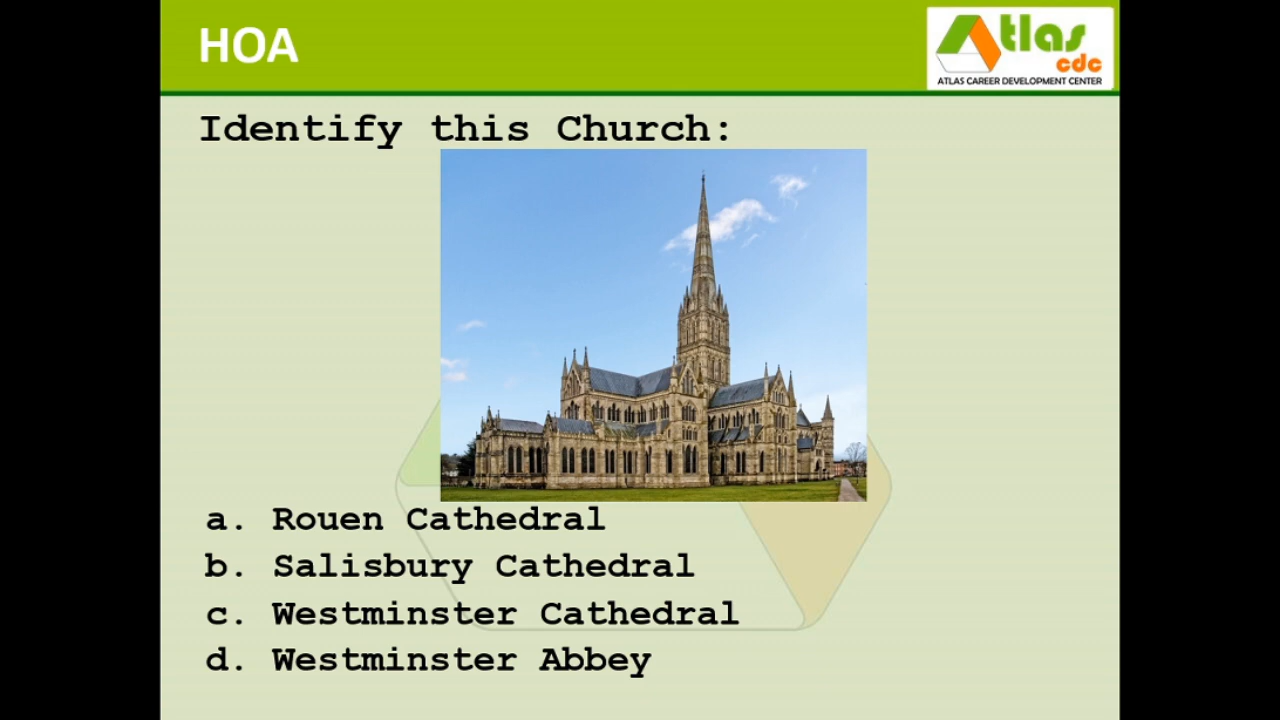 HOA
Atlas
cdc
ATLAS CAREER DEVELOPMENT CENTER
Identify this Church:
a. Rouen Cathedral
b. Salisbury Cathedral
c. Westminster Cathedral
d. Westminster Abbey